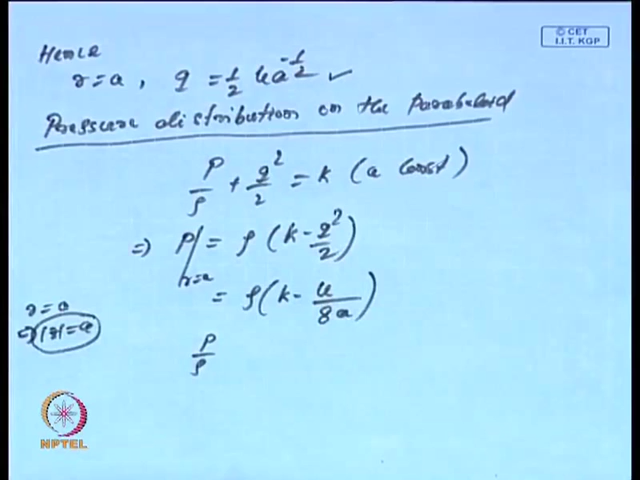 Hence
© CET
I.I.T. KGP
r=a, q = 1/2 u a^-1/2 ✓
Pressure distribution on the Paraboloid
P/ρ + q²/2 = K (a const)
⇒ P|r=a = ρ (K - q²/2)
= ρ (K - u/8a)
r=a
⇒ |z|=a
P/ρ
NPTEL